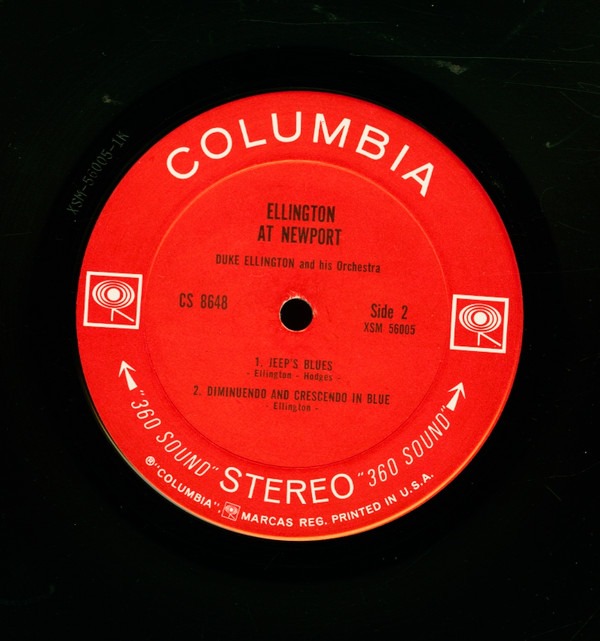 COLUMBIA
XSM-56005-1K
ELLINGTON
AT NEWPORT
DUKE ELLINGTON and his Orchestra
CS 8648
Side 2
XSM 56005
1. JEEP'S BLUES
- Ellington - Hodges -
2. DIMINUENDO AND CRESCENDO IN BLUE
- Ellington -
"360 SOUND" STEREO "360 SOUND"
®"COLUMBIA", MARCAS REG. PRINTED IN U.S.A.